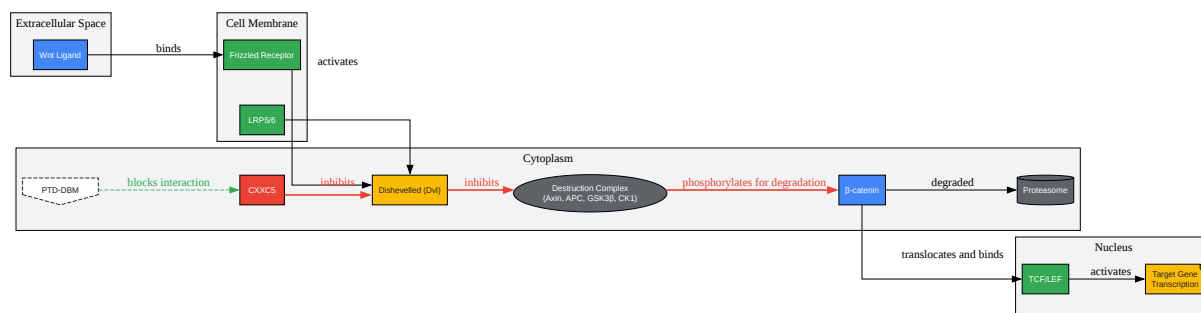 Extracellular Space
Cell Membrane
Wnt Ligand
binds
Frizzled Receptor
activates
LRP5/6
Cytoplasm
PTD-DBM
blocks interaction
CXXC5
inhibits
Dishevelled (Dvl)
inhibits
Destruction Complex
(Axin, APC, GSK3β, CK1)
phosphorylates for degradation
β-catenin
degraded
Proteasome
Nucleus
translocates and binds
TCF/LEF
activates
Target Gene
Transcription